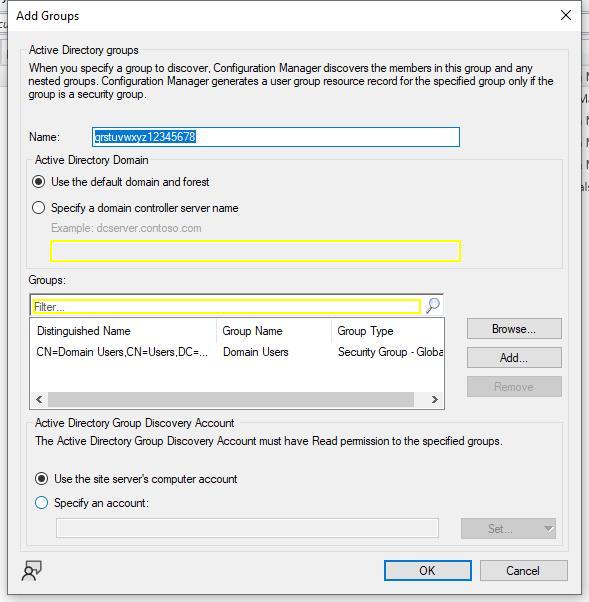 Add Groups
Active Directory groups
When you specify a group to discover, Configuration Manager discovers the members in this group and any
nested groups. Configuration Manager generates a user group resource record for the specified group only if the
group is a security group.
Name: qrstuvwxyz12345678
Active Directory Domain
Use the default domain and forest
Specify a domain controller server name
Example: dcserver.contoso.com
Groups:
Filter...
Distinguished Name Group Name Group Type
CN=Domain Users,CN=Users,DC=... Domain Users Security Group - Globa
Browse...
Add...
Remove
Active Directory Group Discovery Account
The Active Directory Group Discovery Account must have Read permission to the specified groups.
Use the site server's computer account
Specify an account:
Set...
OK Cancel